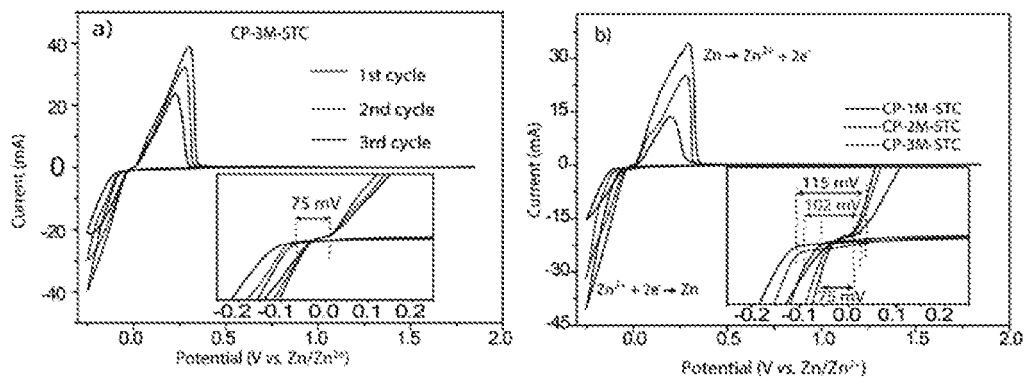 a)
CP-3M-STC
1st cycle
2nd cycle
3rd cycle
Current (mA)
40
20
0
-20
-40
75 mV
-0.2 -0.1 0.0 0.1 0.2
0.0 0.5 1.0 1.5 2.0
Potential (V vs. Zn/Zn²⁺)
b)
Zn → Zn²⁺ + 2e⁻
CP-1M-STC
CP-2M-STC
CP-3M-STC
Current (mA)
30
15
0
-15
-30
-45
115 mV
102 mV
75 mV
-0.2 -0.1 0.0 0.1 0.2
Zn²⁺ + 2e⁻ → Zn
0.0 0.5 1.0 1.5 2.0
Potential (V vs. Zn/Zn²⁺)